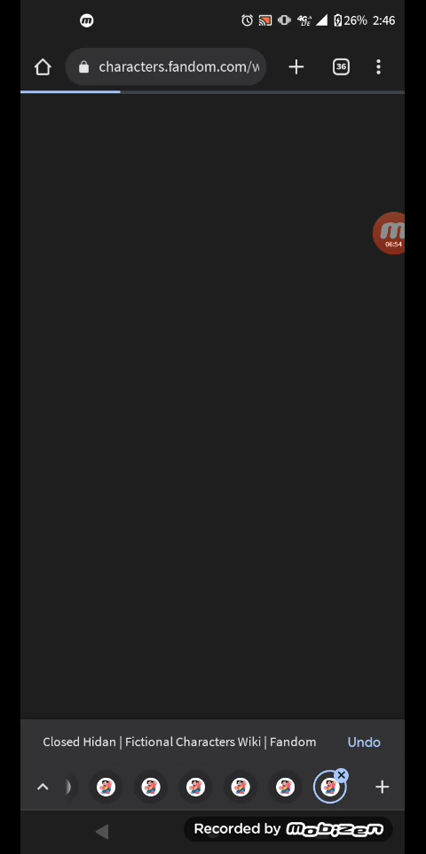 26% 2:46
characters.fandom.com/w
36
06:54
Closed Hidan | Fictional Characters Wiki | Fandom Undo
Recorded by mobizen